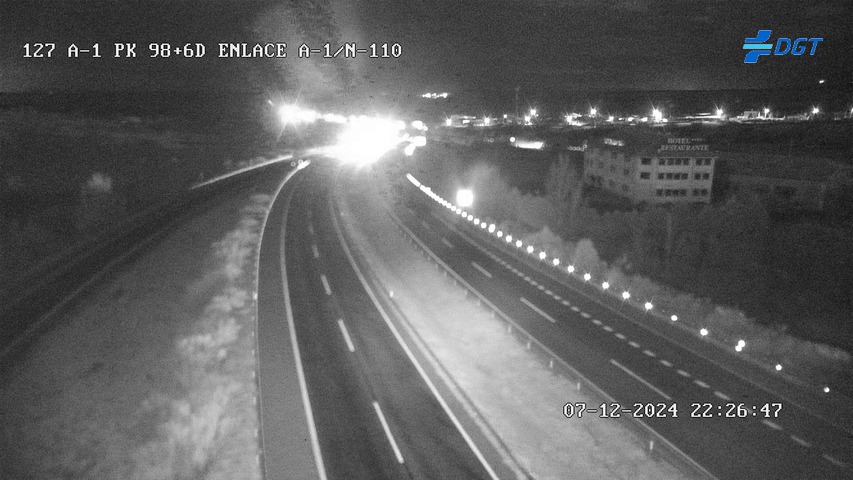 127 A-1 PK 98+6D ENLACE A-1/N-110
DGT
HOTEL
RESTAURANTE
07-12-2024 22:26:47